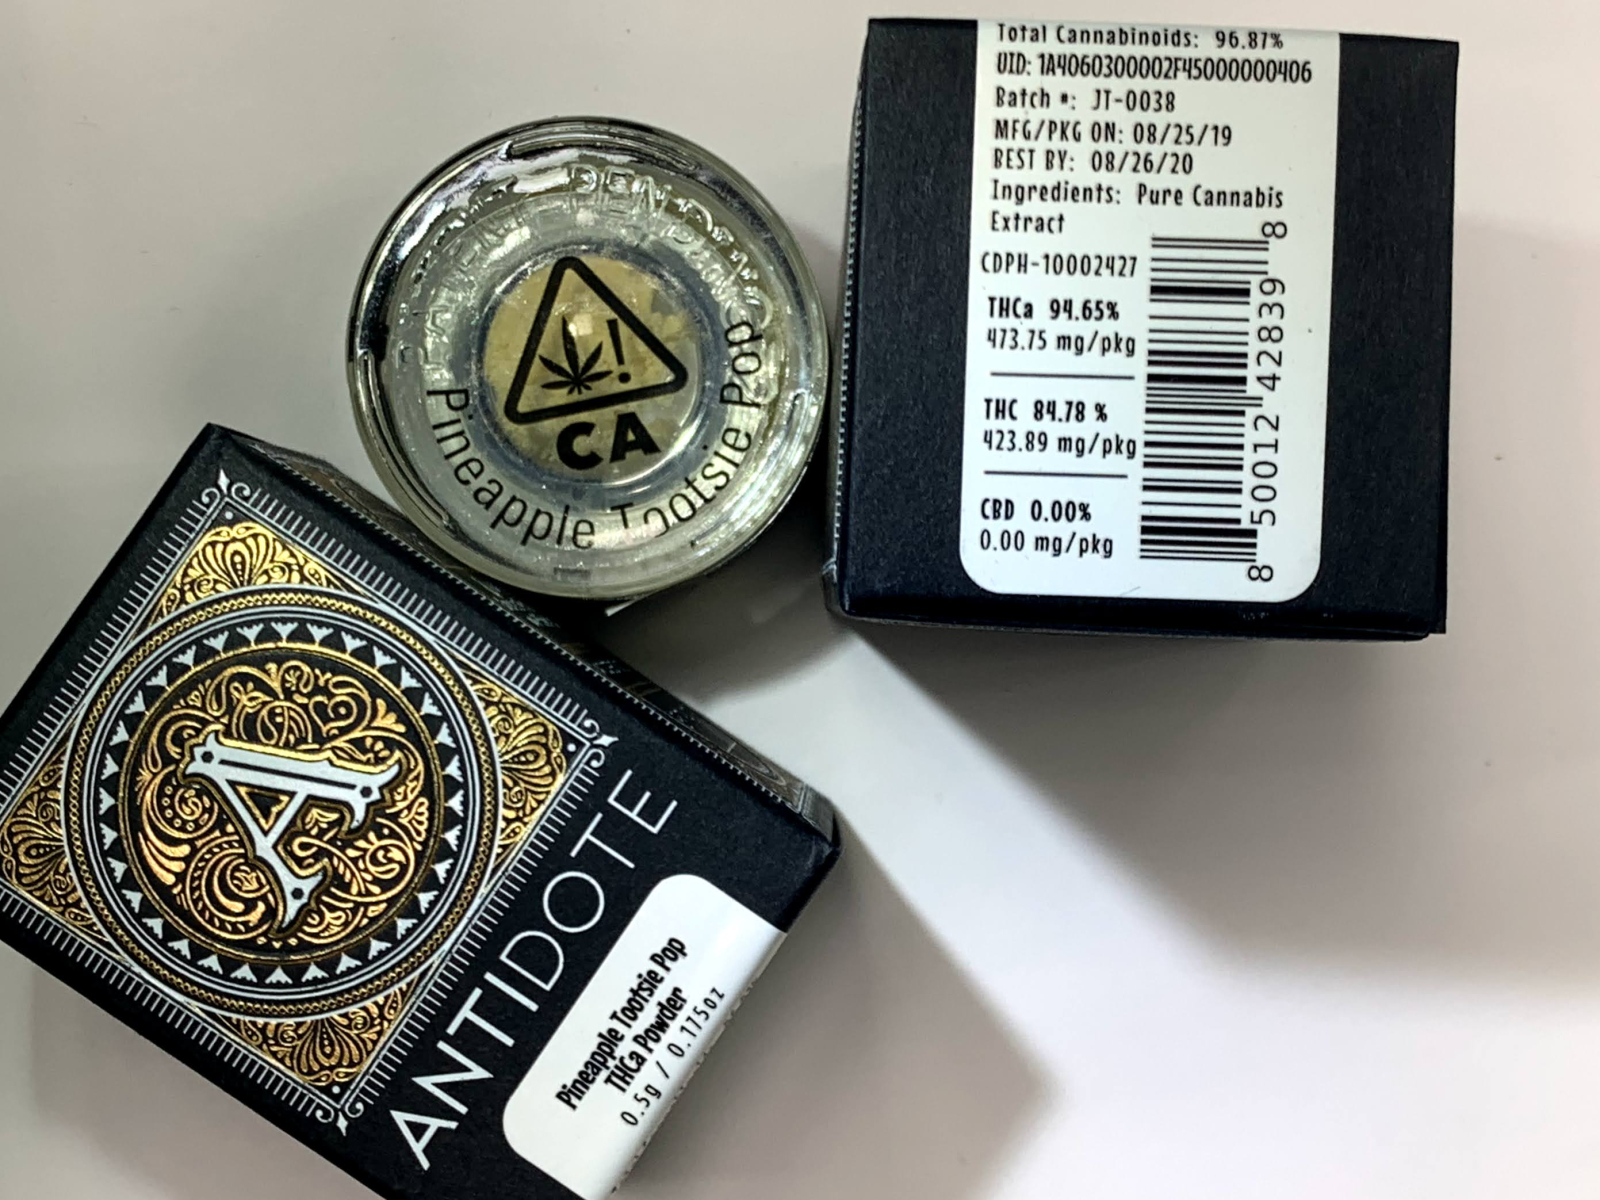 Total Cannabinoids: 96.87%
UID: 1A4060300002F45000000406
Batch #: JT-0038
MFG/PKG ON: 08/25/19
BEST BY: 08/26/20
Ingredients: Pure Cannabis
Extract
CDPH-10002427
THCa 94.65%
473.75 mg/pkg
THC 84.78 %
423.89 mg/pkg
CBD 0.00%
0.00 mg/pkg
8 50012 42839 8
PATENT PENDING
!
CA
Pineapple Tootsie Pop
A
ANTIDOTE
Pineapple Tootsie Pop
THCa Powder
0.5g / 0.175oz